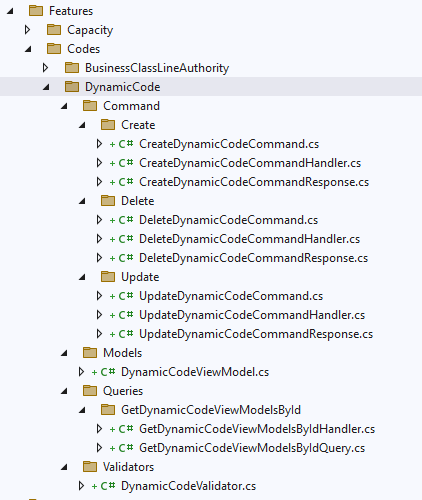 Features
Capacity
Codes
BusinessClassLineAuthority
DynamicCode
Command
Create
+ C# CreateDynamicCodeCommand.cs
+ C# CreateDynamicCodeCommandHandler.cs
+ C# CreateDynamicCodeCommandResponse.cs
Delete
+ C# DeleteDynamicCodeCommand.cs
+ C# DeleteDynamicCodeCommandHandler.cs
+ C# DeleteDynamicCodeCommandResponse.cs
Update
+ C# UpdateDynamicCodeCommand.cs
+ C# UpdateDynamicCodeCommandHandler.cs
+ C# UpdateDynamicCodeCommandResponse.cs
Models
+ C# DynamicCodeViewModel.cs
Queries
GetDynamicCodeViewModelsById
+ C# GetDynamicCodeViewModelsByIdHandler.cs
+ C# GetDynamicCodeViewModelsByIdQuery.cs
Validators
+ C# DynamicCodeValidator.cs